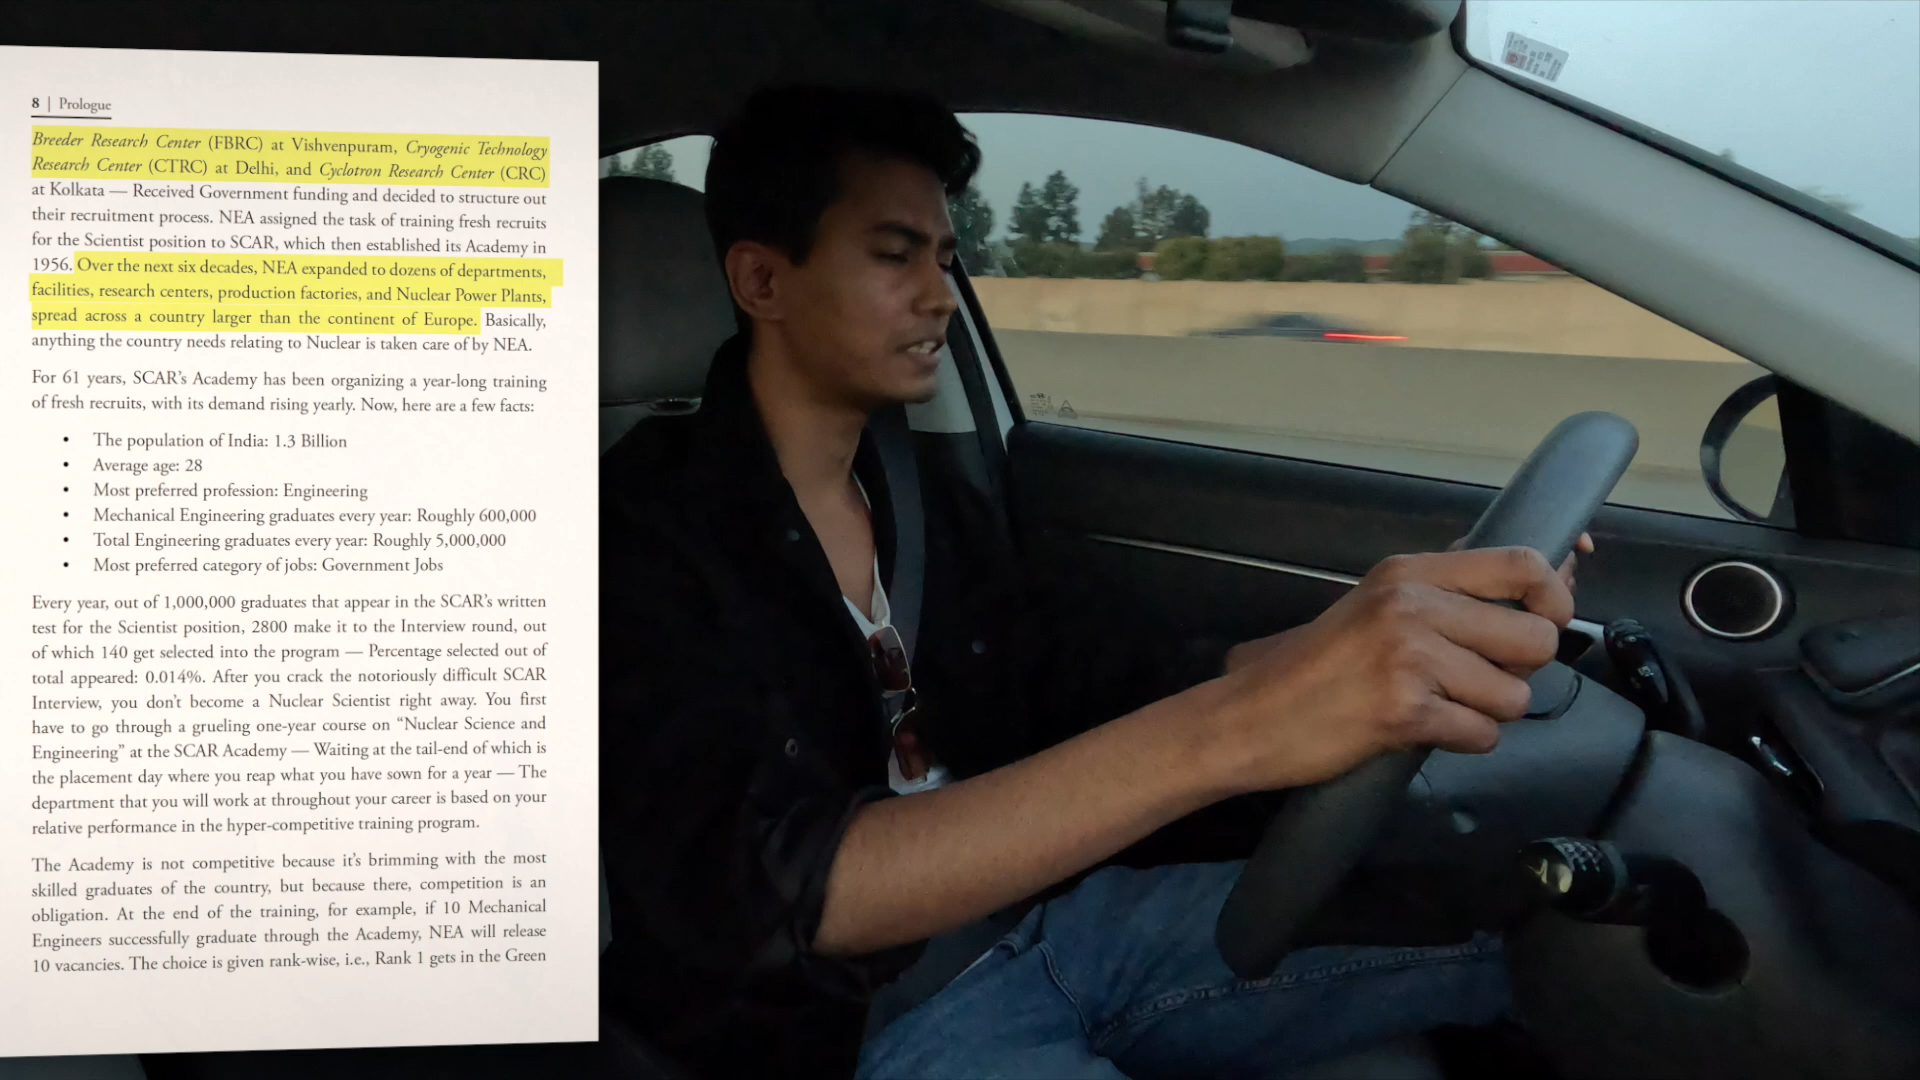 8 | Prologue
Breeder Research Center (FBRC) at Vishvenpuram, Cryogenic Technology
Research Center (CTRC) at Delhi, and Cyclotron Research Center (CRC)
at Kolkata — Received Government funding and decided to structure out
their recruitment process. NEA assigned the task of training fresh recruits
for the Scientist position to SCAR, which then established its Academy in
1956. Over the next six decades, NEA expanded to dozens of departments,
facilities, research centers, production factories, and Nuclear Power Plants,
spread across a country larger than the continent of Europe. Basically,
anything the country needs relating to Nuclear is taken care of by NEA.
For 61 years, SCAR's Academy has been organizing a year-long training
of fresh recruits, with its demand rising yearly. Now, here are a few facts:
• The population of India: 1.3 Billion
• Average age: 28
• Most preferred profession: Engineering
• Mechanical Engineering graduates every year: Roughly 600,000
• Total Engineering graduates every year: Roughly 5,000,000
• Most preferred category of jobs: Government Jobs
Every year, out of 1,000,000 graduates that appear in the SCAR's written
test for the Scientist position, 2800 make it to the Interview round, out
of which 140 get selected into the program — Percentage selected out of
total appeared: 0.014%. After you crack the notoriously difficult SCAR
Interview, you don't become a Nuclear Scientist right away. You first
have to go through a grueling one-year course on “Nuclear Science and
Engineering” at the SCAR Academy — Waiting at the tail-end of which is
the placement day where you reap what you have sown for a year — The
department that you will work at throughout your career is based on your
relative performance in the hyper-competitive training program.
The Academy is not competitive because it's brimming with the most
skilled graduates of the country, but because there, competition is an
obligation. At the end of the training, for example, if 10 Mechanical
Engineers successfully graduate through the Academy, NEA will release
10 vacancies. The choice is given rank-wise, i.e., Rank 1 gets in the Green